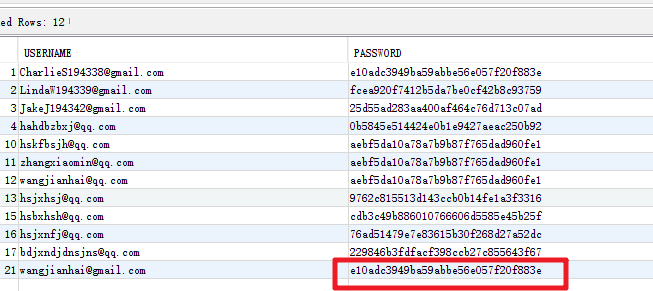 ed Rows: 12
USERNAME PASSWORD
1 CharlieS194338@gmail.com e10adc3949ba59abbe56e057f20f883e
2 LindaW194339@gmail.com fcea920f7412b5da7be0cf42b8c93759
3 JakeJ194342@gmail.com 25d55ad283aa400af464c76d713c07ad
4 hahdbzbxj@qq.com 0b5845e514424e0b1e9427aeac250b92
10 hskfbsjh@qq.com aebf5da10a78a7b9b87f765dad960fe1
11 zhangxiaomin@qq.com aebf5da10a78a7b9b87f765dad960fe1
12 wangjianhai@qq.com aebf5da10a78a7b9b87f765dad960fe1
13 hsjxhsj@qq.com 9762c815513d143ccb0b14fe1a3f3316
15 hsbxhsh@qq.com cdb3c49b886010766606d5585e45b25f
16 hsjxnfj@qq.com 76ad51479e7e83615b30f268d27a52dc
17 bdjxndjdnsjns@qq.com 229846b3fdfacf398ccb27c855643f67
21 wangjianhai@gmail.com e10adc3949ba59abbe56e057f20f883e